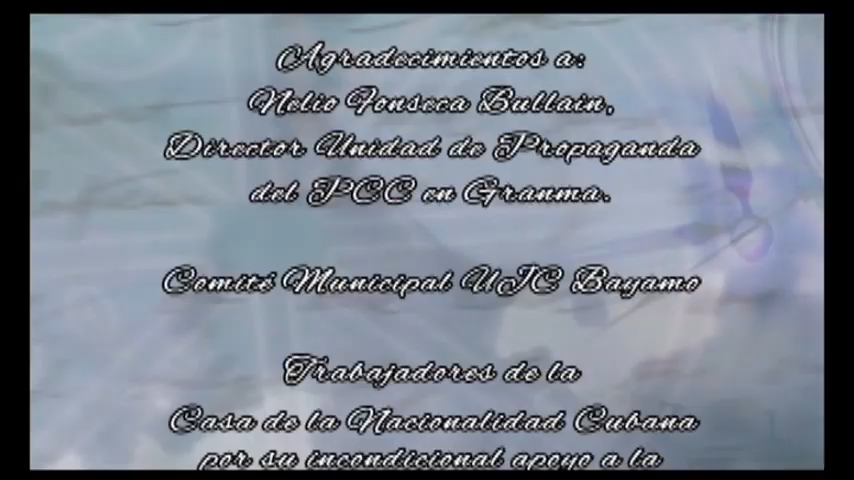 Agradecimientos a:
Nelio Fonseca Bullain,
Director Unidad de Propaganda
del PCC en Granma.
Comité Municipal UJC Bayamo
Trabajadores de la
Casa de la Nacionalidad Cubana
por su incondicional apoyo a la